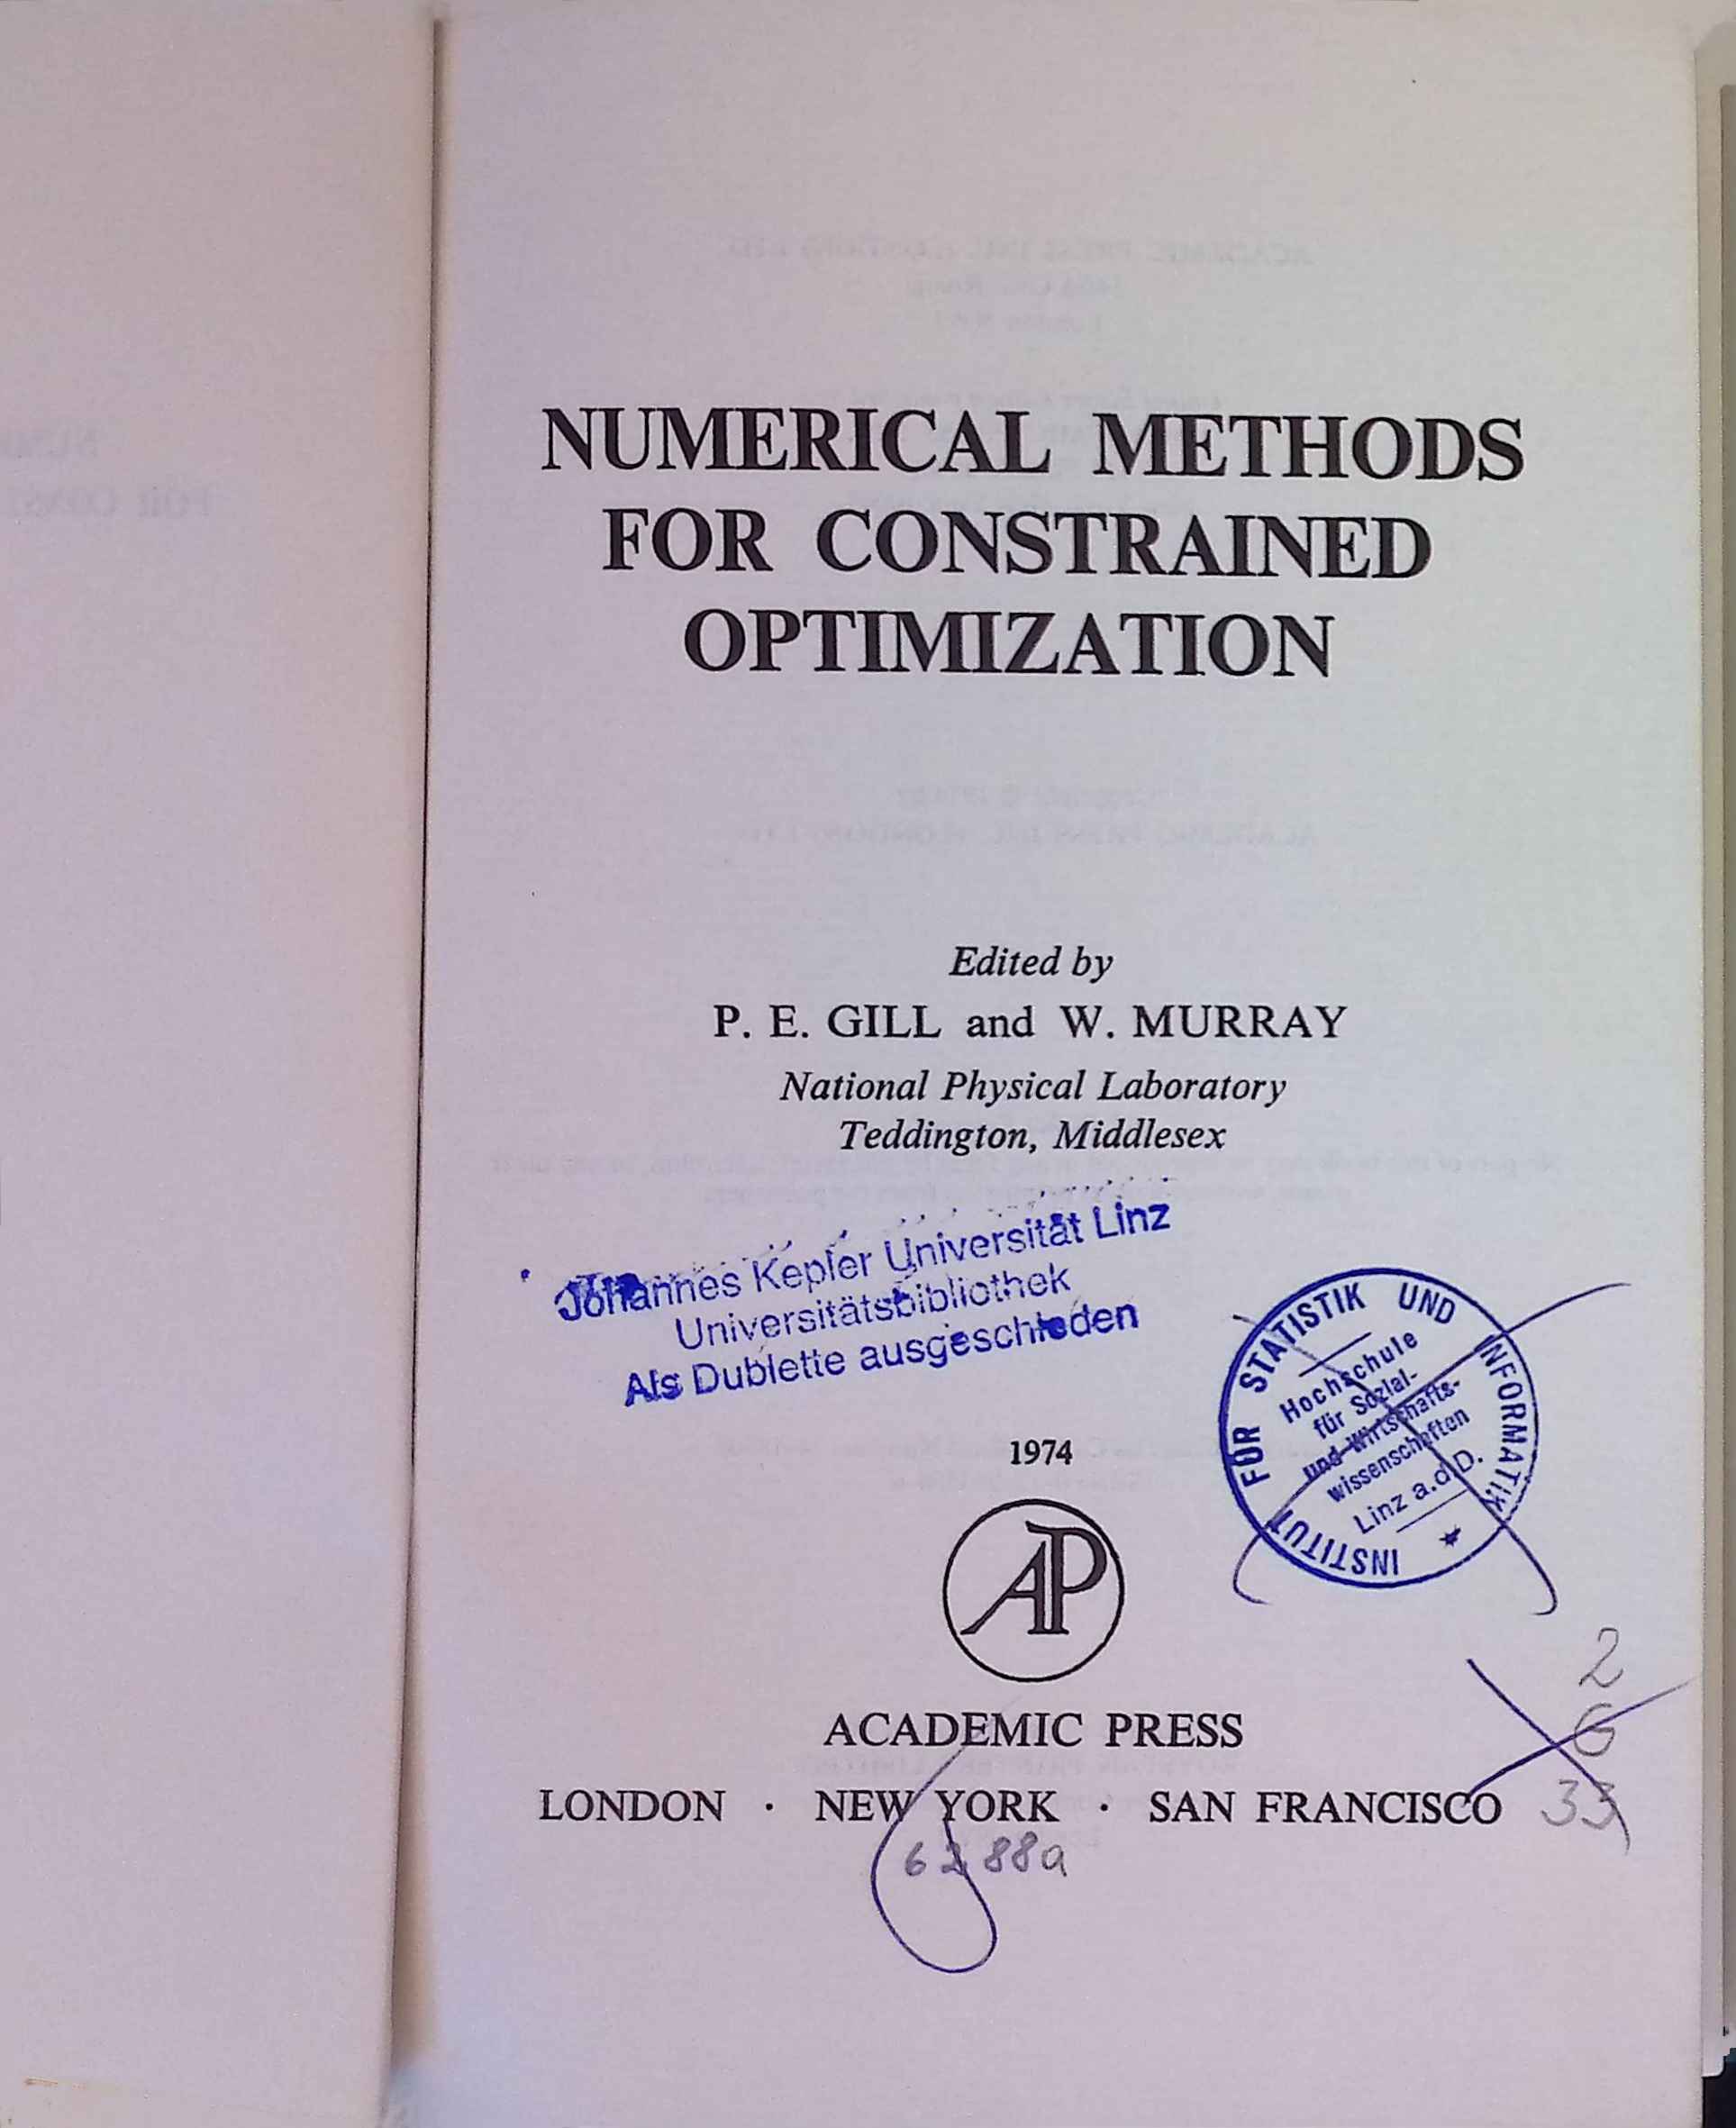 NUMERICAL METHODS
FOR CONSTRAINED
OPTIMIZATION
Edited by
P. E. GILL and W. MURRAY
National Physical Laboratory
Teddington, Middlesex
Johannes Kepler Universität Linz
Universitätsbibliothek
Als Dublette ausgeschieden
INSTITUT FÜR STATISTIK UND INFORMATIK
Hochschule
für Sozial-
und Wirtschafts-
wissenschaften
Linz a.d.D.
1974
AP
ACADEMIC PRESS
LONDON · NEW YORK · SAN FRANCISCO
2
G
33